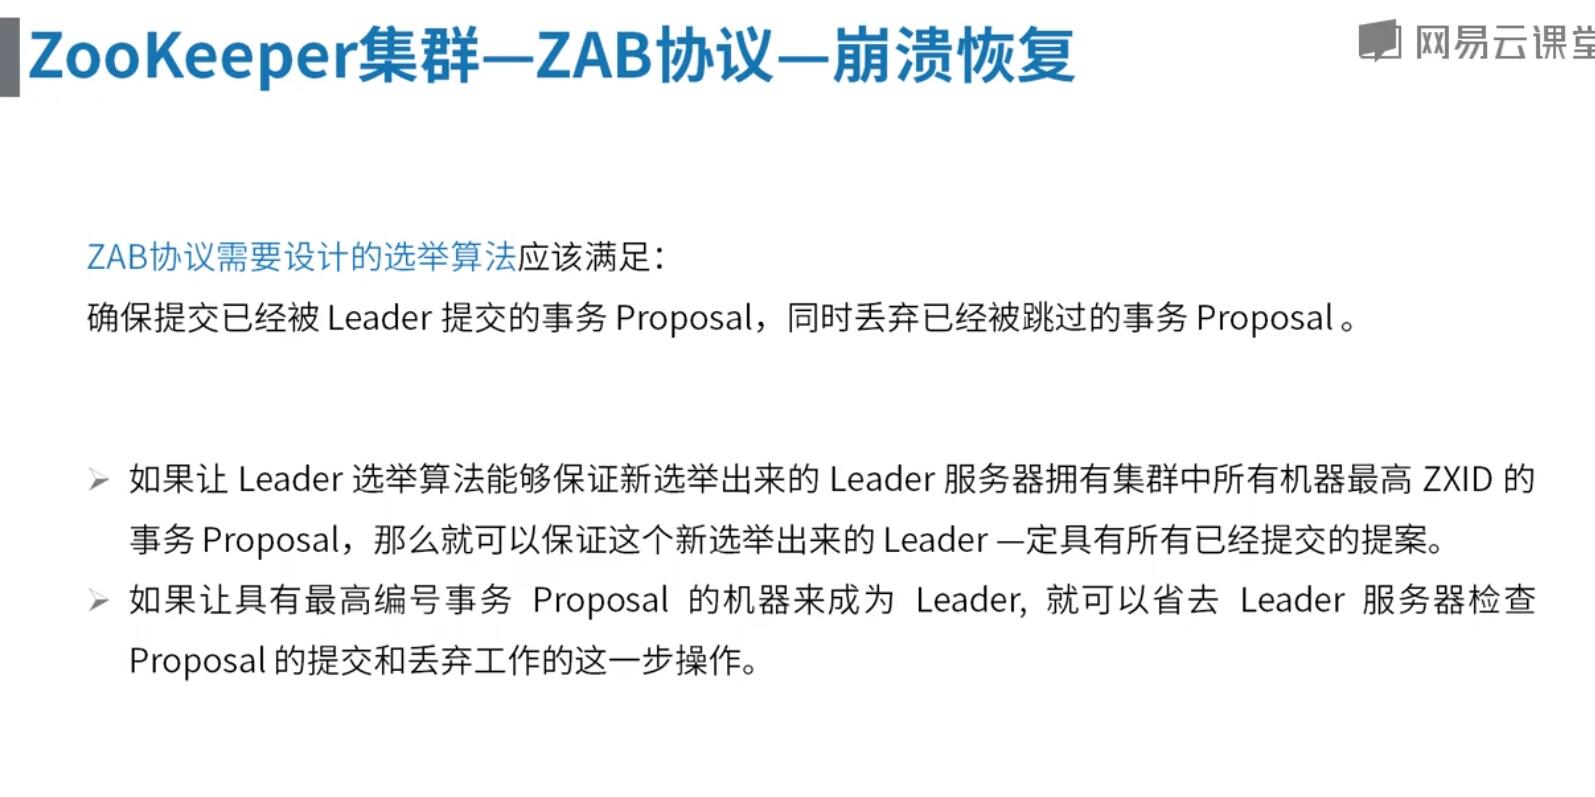 ZooKeeper集群—ZAB协议—崩溃恢复
网易云课堂
ZAB协议需要设计的选举算法应该满足：
确保提交已经被 Leader 提交的事务 Proposal，同时丢弃已经被跳过的事务 Proposal 。
如果让 Leader 选举算法能够保证新选举出来的 Leader 服务器拥有集群中所有机器最高 ZXID 的
事务 Proposal，那么就可以保证这个新选举出来的 Leader —定具有所有已经提交的提案。
如果让具有最高编号事务 Proposal 的机器来成为 Leader, 就可以省去 Leader 服务器检查
Proposal 的提交和丢弃工作的这一步操作。